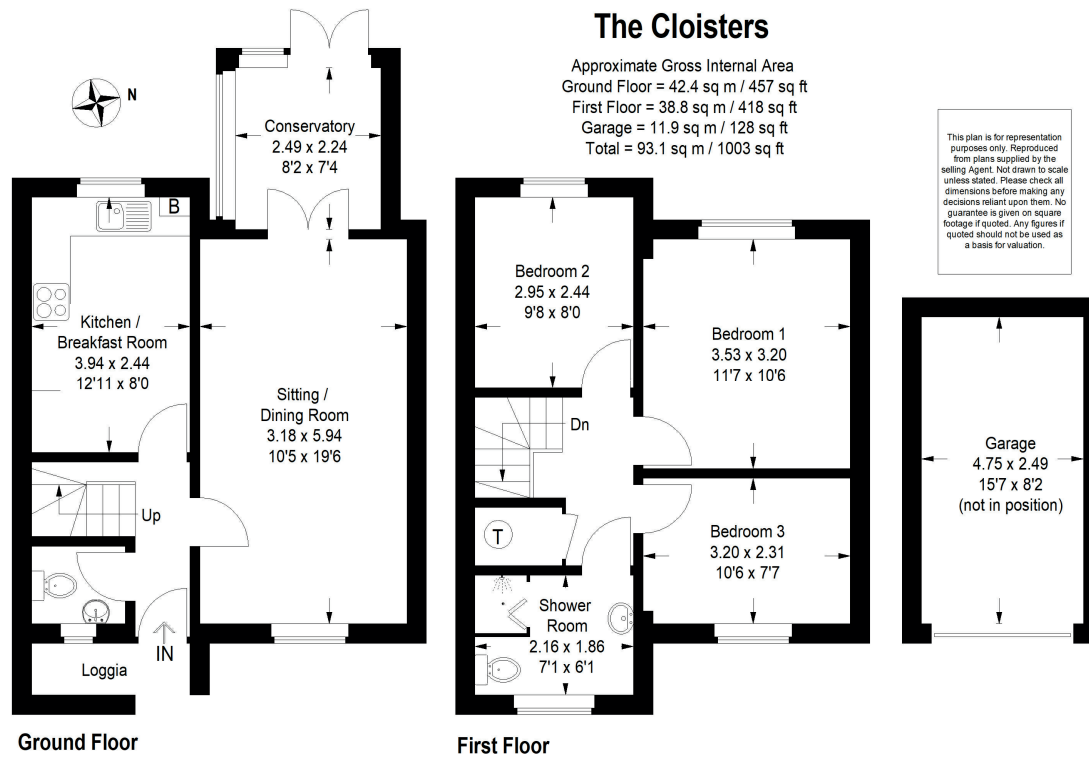 The Cloisters
Approximate Gross Internal Area
Ground Floor = 42.4 sq m / 457 sq ft
First Floor = 38.8 sq m / 418 sq ft
Garage = 11.9 sq m / 128 sq ft
Total = 93.1 sq m / 1003 sq ft
This plan is for representation
purposes only. Reproduced
from plans supplied by the
selling Agent. Not drawn to scale
unless stated. Please check all
dimensions before making any
decisions reliant upon them. No
guarantee is given on square
footage if quoted. Any figures if
quoted should not be used as
a basis for valuation.
N
Conservatory
2.49 x 2.24
8'2 x 7'4
B
Kitchen /
Breakfast Room
3.94 x 2.44
12'11 x 8'0
Sitting /
Dining Room
3.18 x 5.94
10'5 x 19'6
Up
IN
Loggia
Ground Floor
Bedroom 2
2.95 x 2.44
9'8 x 8'0
Bedroom 1
3.53 x 3.20
11'7 x 10'6
Dn
T
Bedroom 3
3.20 x 2.31
10'6 x 7'7
Shower
Room
2.16 x 1.86
7'1 x 6'1
First Floor
Garage
4.75 x 2.49
15'7 x 8'2
(not in position)